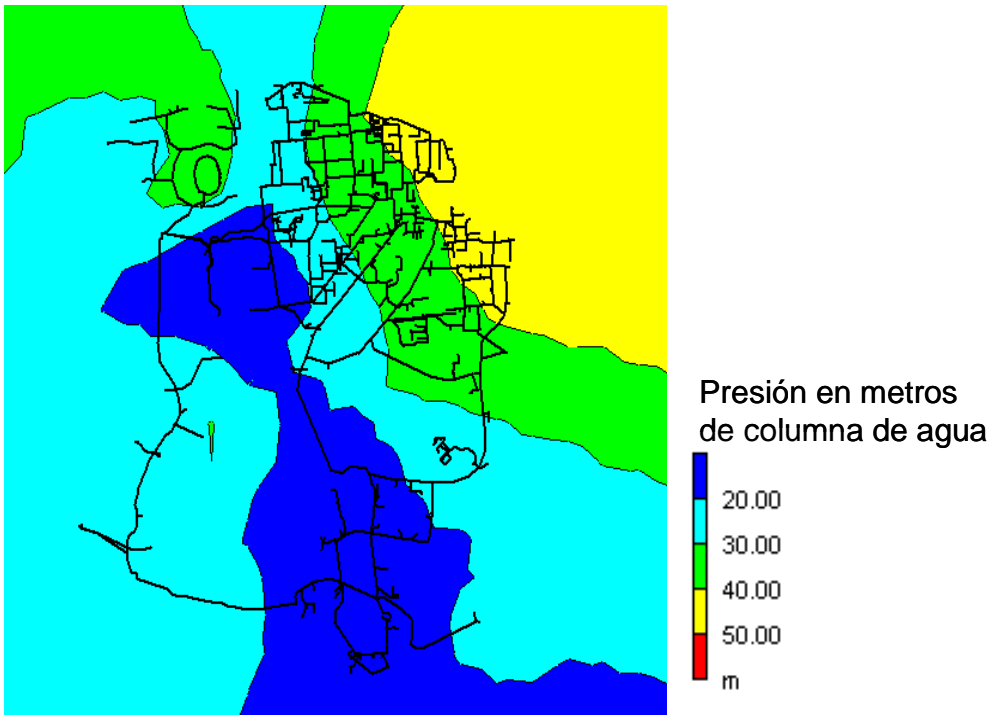 Presión en metros
de columna de agua
20.00
30.00
40.00
50.00
m